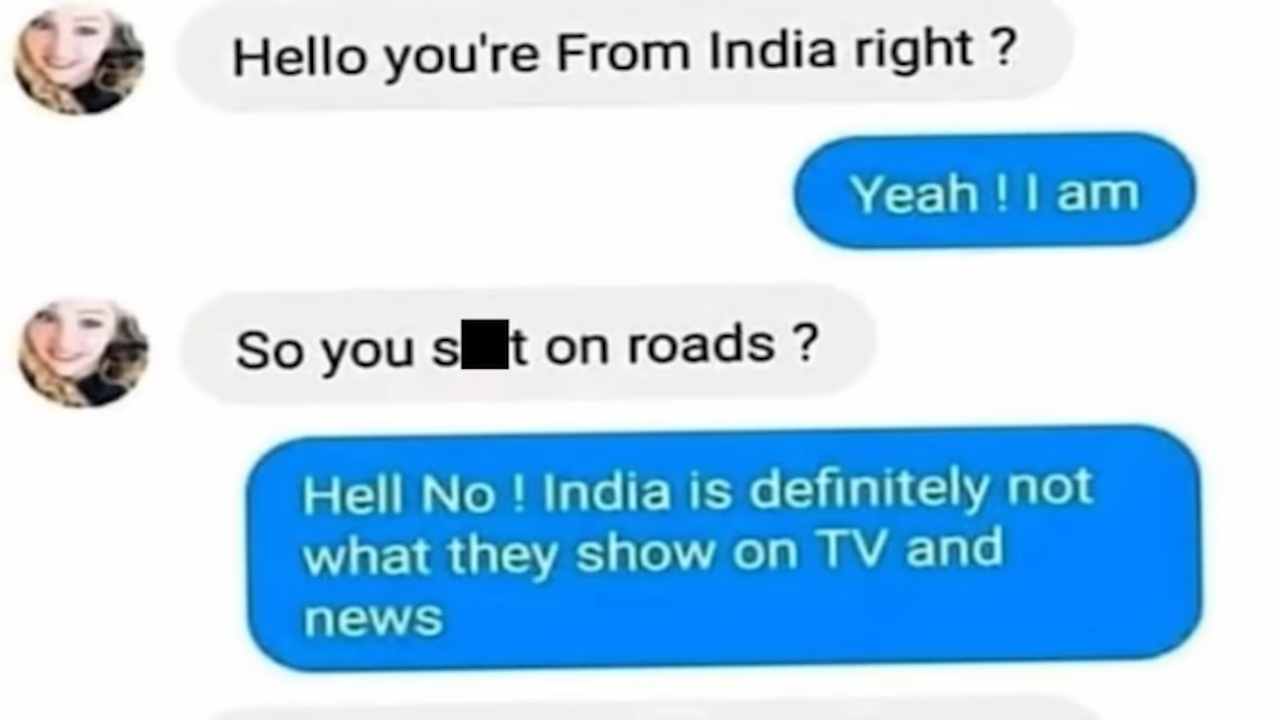 Hello you're From India right ?
Yeah ! I am
So you s██t on roads ?
Hell No ! India is definitely not
what they show on TV and
news